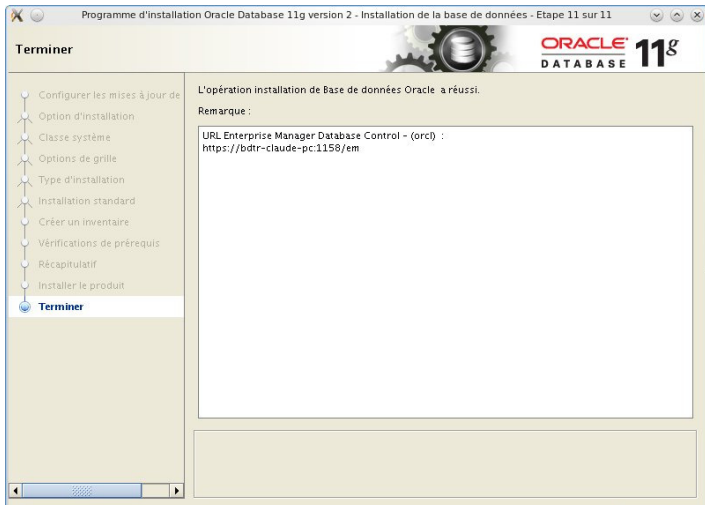 Programme d'installation Oracle Database 11g version 2 - Installation de la base de données - Etape 11 sur 11
Terminer
ORACLE
DATABASE
11g
Configurer les mises à jour de
Option d'installation
Classe système
Options de grille
Type d'installation
Installation standard
Créer un inventaire
Vérifications de prérequis
Récapitulatif
Installer le produit
Terminer
L'opération installation de Base de données Oracle a réussi.
Remarque :
URL Enterprise Manager Database Control - (orcl) :
https://bdtr-claude-pc:1158/em